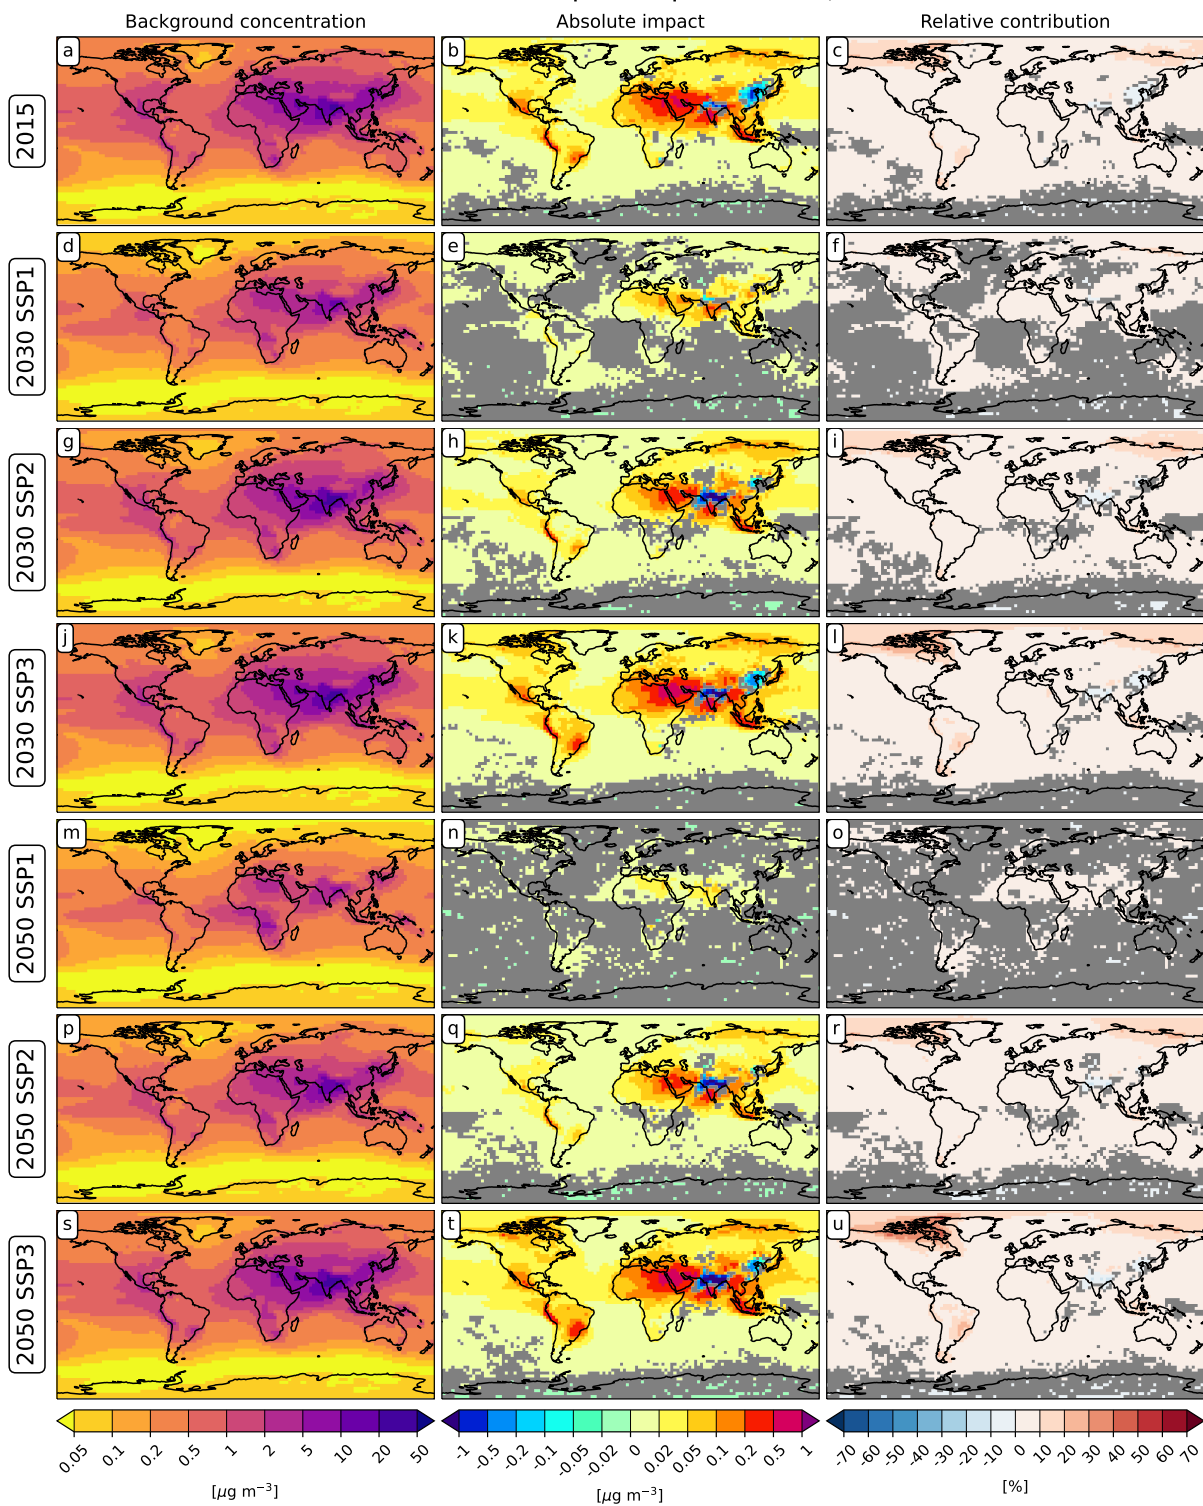 Background concentration
Absolute impact
Relative contribution
2015
a
b
c
2030 SSP1
d
e
f
2030 SSP2
g
h
i
2030 SSP3
j
k
l
2050 SSP1
m
n
o
2050 SSP2
p
q
r
2050 SSP3
s
t
u
0.05 0.1 0.2 0.5 1 2 5 10 20 50
[μg m⁻³]
-1 -0.5 -0.2 -0.1 -0.05 -0.02 0 0.02 0.05 0.1 0.2 0.5 1
[μg m⁻³]
-70 -60 -50 -40 -30 -20 -10 0 10 20 30 40 50 60 70
[%]